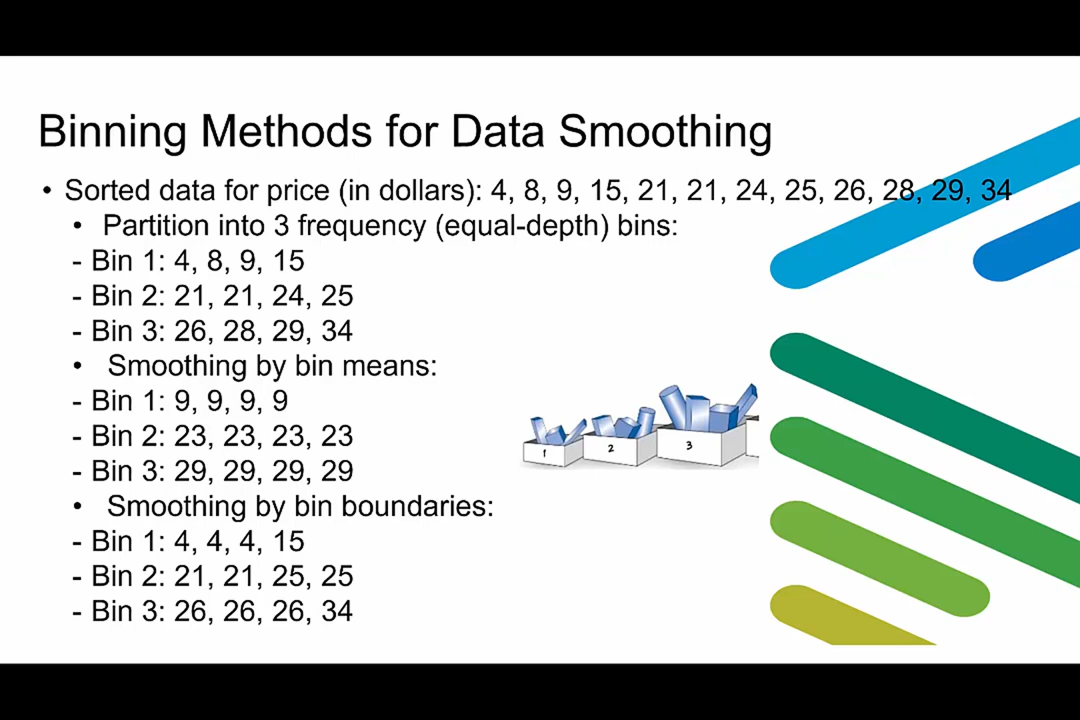 Binning Methods for Data Smoothing
• Sorted data for price (in dollars): 4, 8, 9, 15, 21, 21, 24, 25, 26, 28, 29, 34
• Partition into 3 frequency (equal-depth) bins:
- Bin 1: 4, 8, 9, 15
- Bin 2: 21, 21, 24, 25
- Bin 3: 26, 28, 29, 34
• Smoothing by bin means:
- Bin 1: 9, 9, 9, 9
- Bin 2: 23, 23, 23, 23
- Bin 3: 29, 29, 29, 29
• Smoothing by bin boundaries:
- Bin 1: 4, 4, 4, 15
- Bin 2: 21, 21, 25, 25
- Bin 3: 26, 26, 26, 34
1 2 3